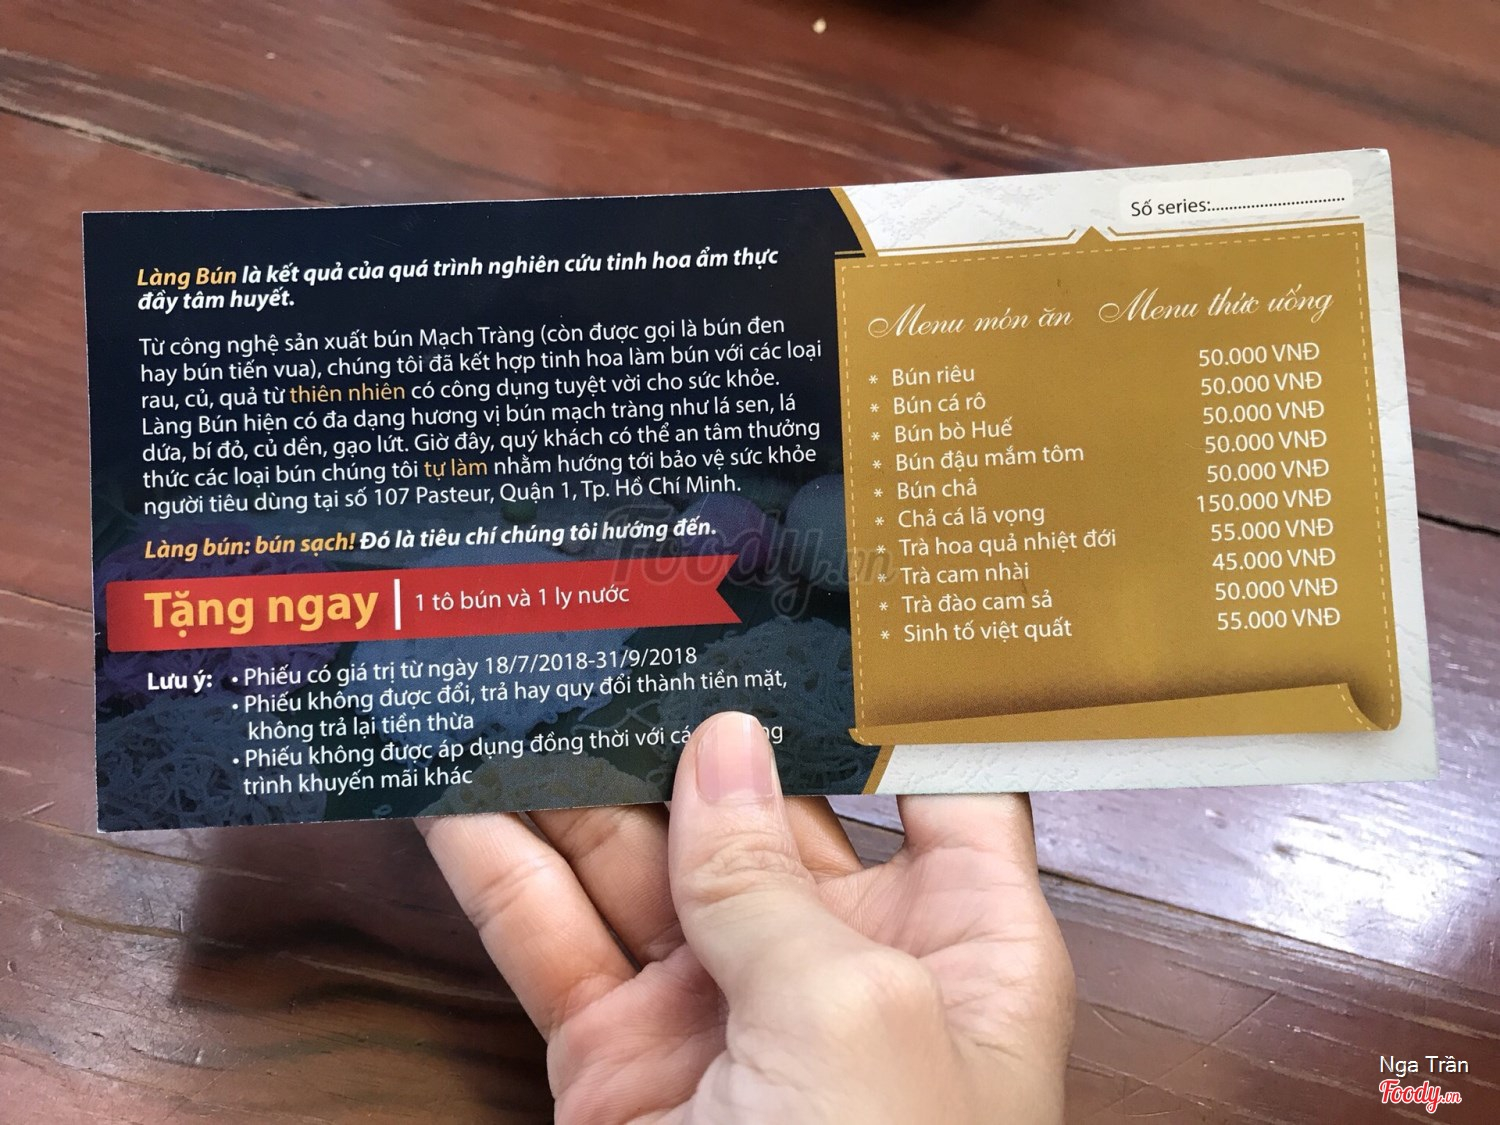 Làng Bún là kết quả của quá trình nghiên cứu tinh hoa ẩm thực
đầy tâm huyết.
Từ công nghệ sản xuất bún Mạch Tràng (còn được gọi là bún đen
hay bún tiến vua), chúng tôi đã kết hợp tinh hoa làm bún với các loại
rau, củ, quả từ thiên nhiên có công dụng tuyệt vời cho sức khỏe.
Làng Bún hiện có đa dạng hương vị bún mạch tràng như lá sen, lá
dứa, bí đỏ, củ dền, gạo lứt. Giờ đây, quý khách có thể an tâm thưởng
thức các loại bún chúng tôi tự làm nhằm hướng tới bảo vệ sức khỏe
người tiêu dùng tại số 107 Pasteur, Quận 1, Tp. Hồ Chí Minh.
Làng bún: bún sạch! Đó là tiêu chí chúng tôi hướng đến.
Tặng ngay | 1 tô bún và 1 ly nước
Lưu ý: • Phiếu có giá trị từ ngày 18/7/2018-31/9/2018
• Phiếu không được đổi, trả hay quy đổi thành tiền mặt,
không trả lại tiền thừa
• Phiếu không được áp dụng đồng thời với
trình khuyến mãi khác
Số series:..............................
Menu món ăn Menu thức uống
* Bún riêu 50.000 VNĐ
* Bún cá rô 50.000 VNĐ
* Bún bò Huế 50.000 VNĐ
* Bún đậu mắm tôm 50.000 VNĐ
* Bún chả 50.000 VNĐ
* Chả cá lã vọng 150.000 VNĐ
* Trà hoa quả nhiệt đới 55.000 VNĐ
* Trà cam nhài 45.000 VNĐ
* Trà đào cam sả 50.000 VNĐ
* Sinh tố việt quất 55.000 VNĐ
Foody.vn
Nga Trần
Foody.vn